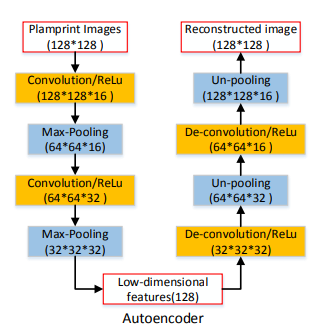 Plamprint Images
(128*128 )
Convolution/ReLu
(128*128*16 )
Max-Pooling
(64*64*16)
Convolution/ReLu
(64*64*32 )
Max-Pooling
(32*32*32)
Low-dimensional
features(128)
De-convolution/ReLu
(32*32*32)
Un-pooling
(64*64*32 )
De-convolution/ReLu
(64*64*16 )
Un-pooling
(128*128*16 )
Reconstructed image
(128*128 )
Autoencoder